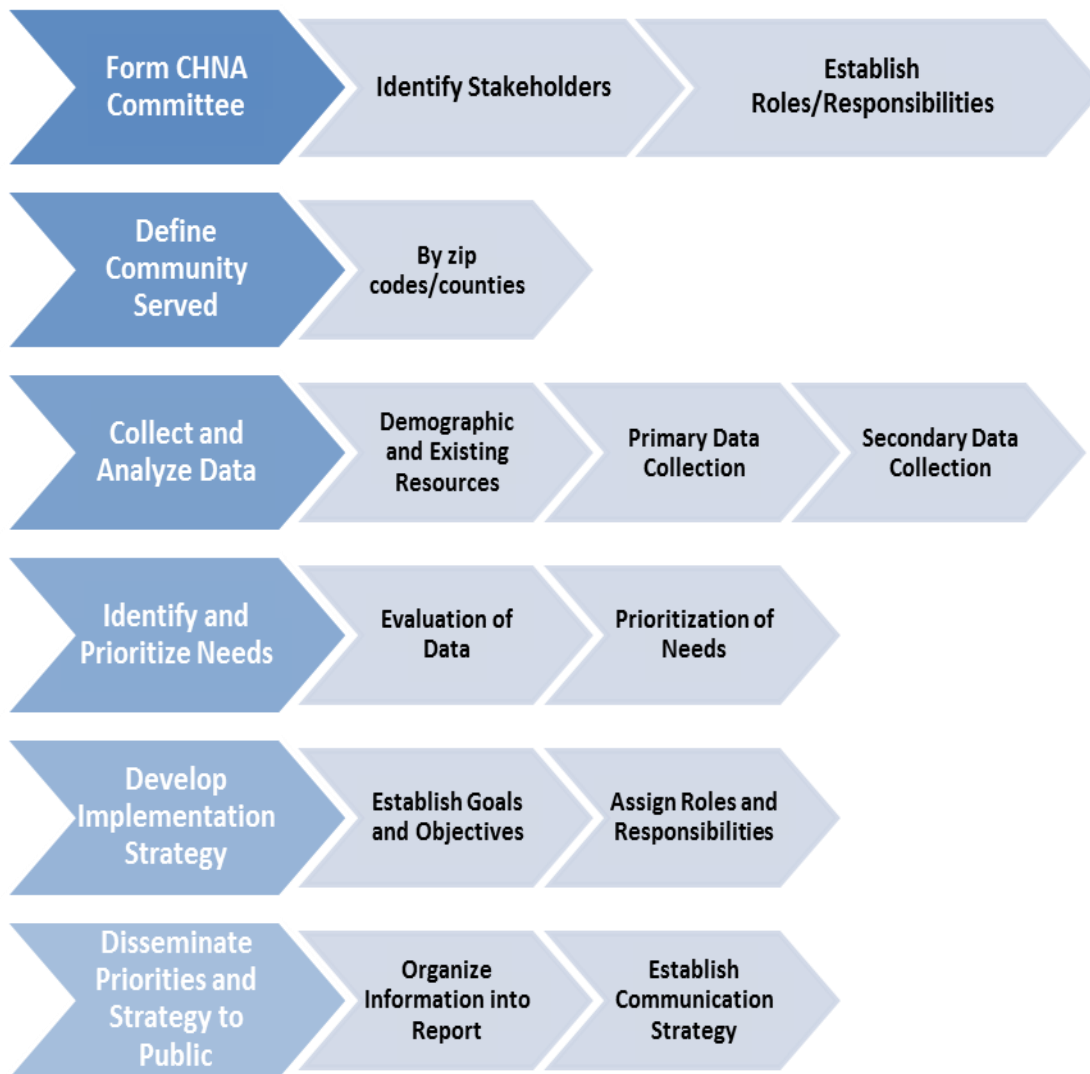 Form CHNA
Committee
Identify Stakeholders
Establish
Roles/Responsibilities
Define
Community
Served
By zip
codes/counties
Collect and
Analyze Data
Demographic
and Existing
Resources
Primary Data
Collection
Secondary Data
Collection
Identify and
Prioritize Needs
Evaluation of
Data
Prioritization of
Needs
Develop
Implementation
Strategy
Establish Goals
and Objectives
Assign Roles and
Responsibilities
Disseminate
Priorities and
Strategy to
Public
Organize
Information into
Report
Establish
Communication
Strategy